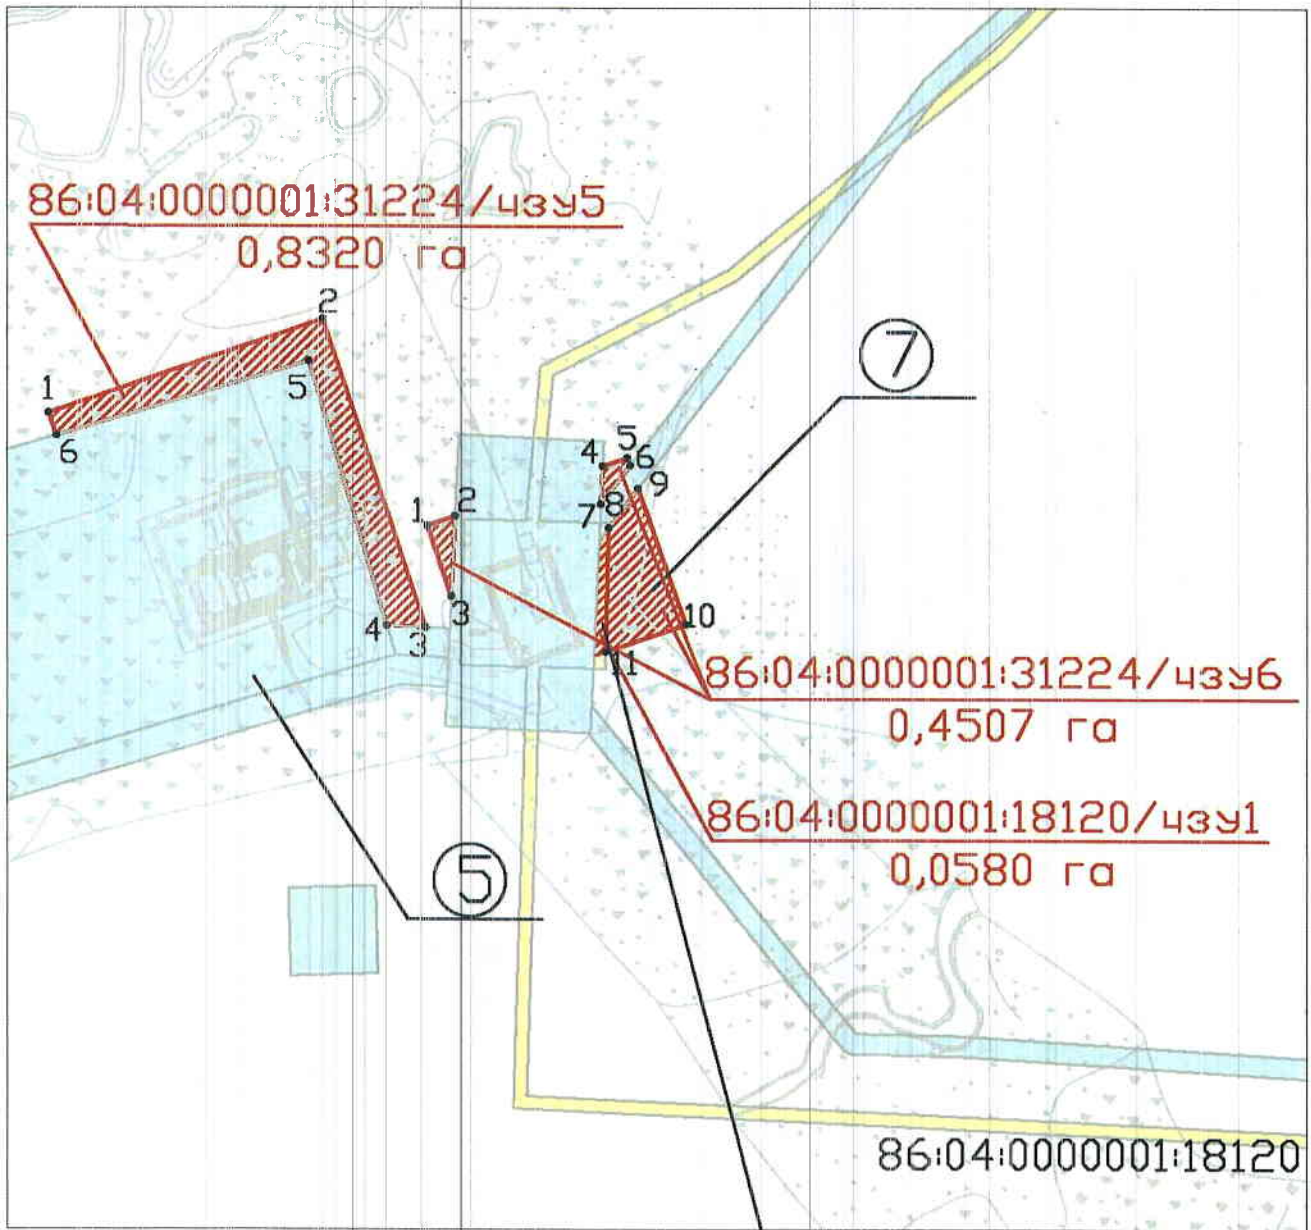 86:04:0000001:31224/чзу5
0,8320 га
2
5
1
6
7
4 5 6
9
7 8
1 2
3
4 3
10
11
86:04:0000001:31224/чзу6
0,4507 га
86:04:0000001:18120/чзу1
0,0580 га
5
86:04:0000001:18120